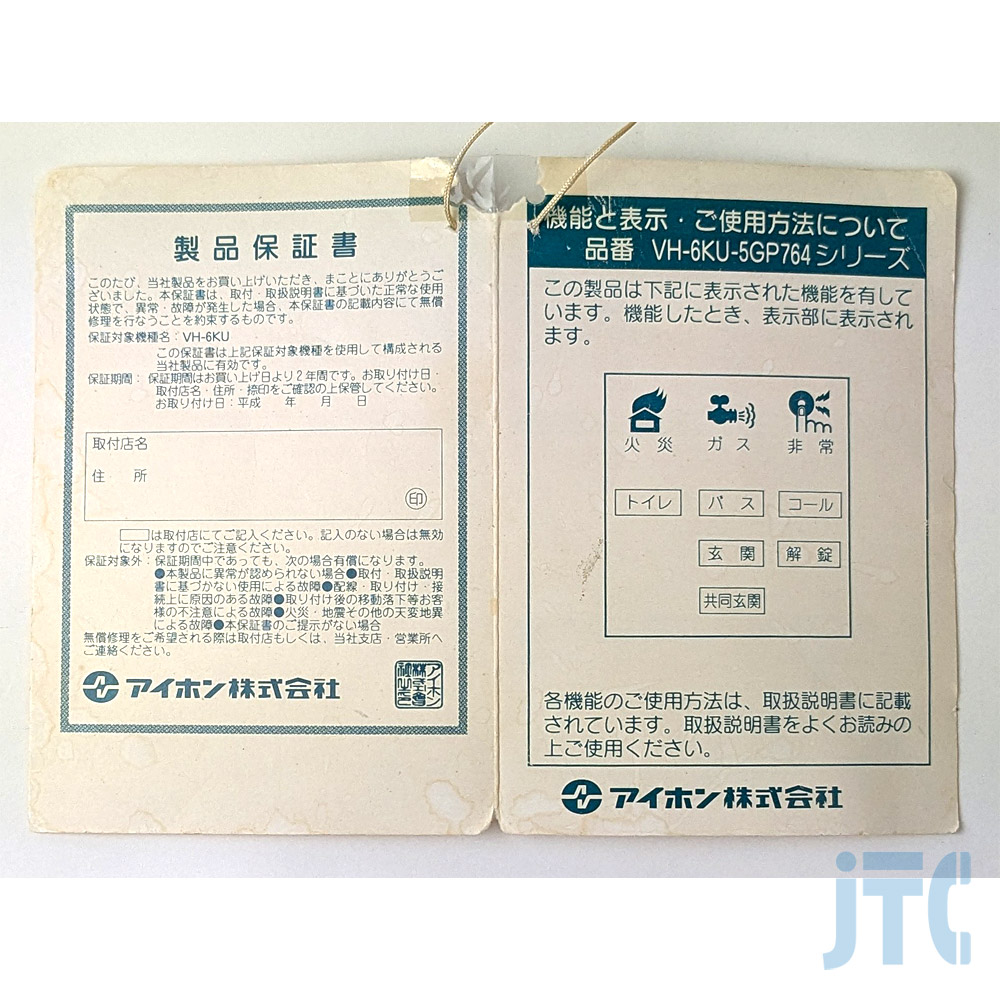 製品保証書
このたび、当社製品をお買い上げいただき、まことにありがとうご
ざいました。本保証書は、取付・取扱説明書に基づいた正常な使用
状態で、異常・故障が発生した場合、本保証書の記載内容にて無償
修理を行なうことを約束するものです。
保証対象機種名：VH-6KU
この保証書は上記保証対象機種を使用して構成される
当社製品に有効です。
保証期間：保証期間はお買い上げ日より2年間です。お取り付け日・
取付店名・住所・捺印をご確認の上保管してください。
お取り付け日：平成　年　月　日
取付店名
住　所
印
は取付店にてご記入ください。記入のない場合は無効
になりますのでご注意ください。
保証対象外：保証期間中であっても、次の場合有償になります。
●本製品に異常が認められない場合●取付・取扱説明
書に基づかない使用による故障●配線・取り付け・接
続上に原因のある故障●取り付け後の移動落下等お客
様の不注意による故障●火災・地震その他の天変地異
による故障●本保証書のご提示がない場合
無償修理をご希望される際は取付店もしくは、当社支店・営業所へ
ご連絡ください。
アイホン株式会社
機能と表示・ご使用方法について
品番 VH-6KU-5GP764シリーズ
この製品は下記に表示された機能を有して
います。機能したとき、表示部に表示され
ます。
火災　ガス　非常
トイレ　バス　コール
玄関　解錠
共同玄関
各機能のご使用方法は、取扱説明書に記載
されています。取扱説明書をよくお読みの
上ご使用ください。
アイホン株式会社
JTC